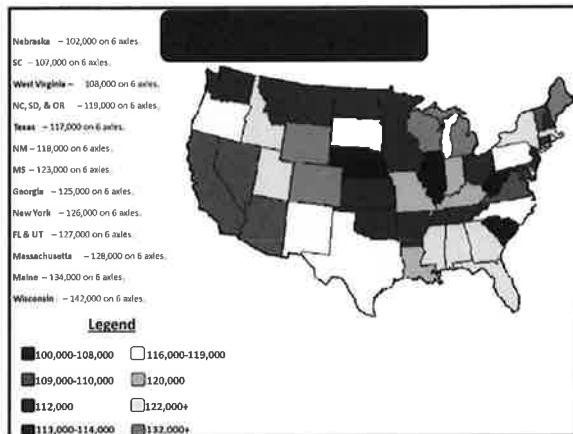 Nebraska – 102,000 on 6 axles.
SC – 107,000 on 6 axles.
West Virginia – 108,000 on 6 axles.
NC, SD, & OR – 119,000 on 6 axles.
Texas – 117,000 on 6 axles.
NM – 118,000 on 6 axles.
MS – 123,000 on 6 axles.
Georgia – 125,000 on 6 axles.
New York – 126,000 on 6 axles.
FL & UT – 127,000 on 6 axles.
Massachusetta – 128,000 on 6 axles.
Maine – 134,000 on 6 axles.
Wisconsin – 142,000 on 6 axles.
Legend
100,000-108,000
116,000-119,000
109,000-110,000
120,000
112,000
122,000+
113,000-114,000
132,000+